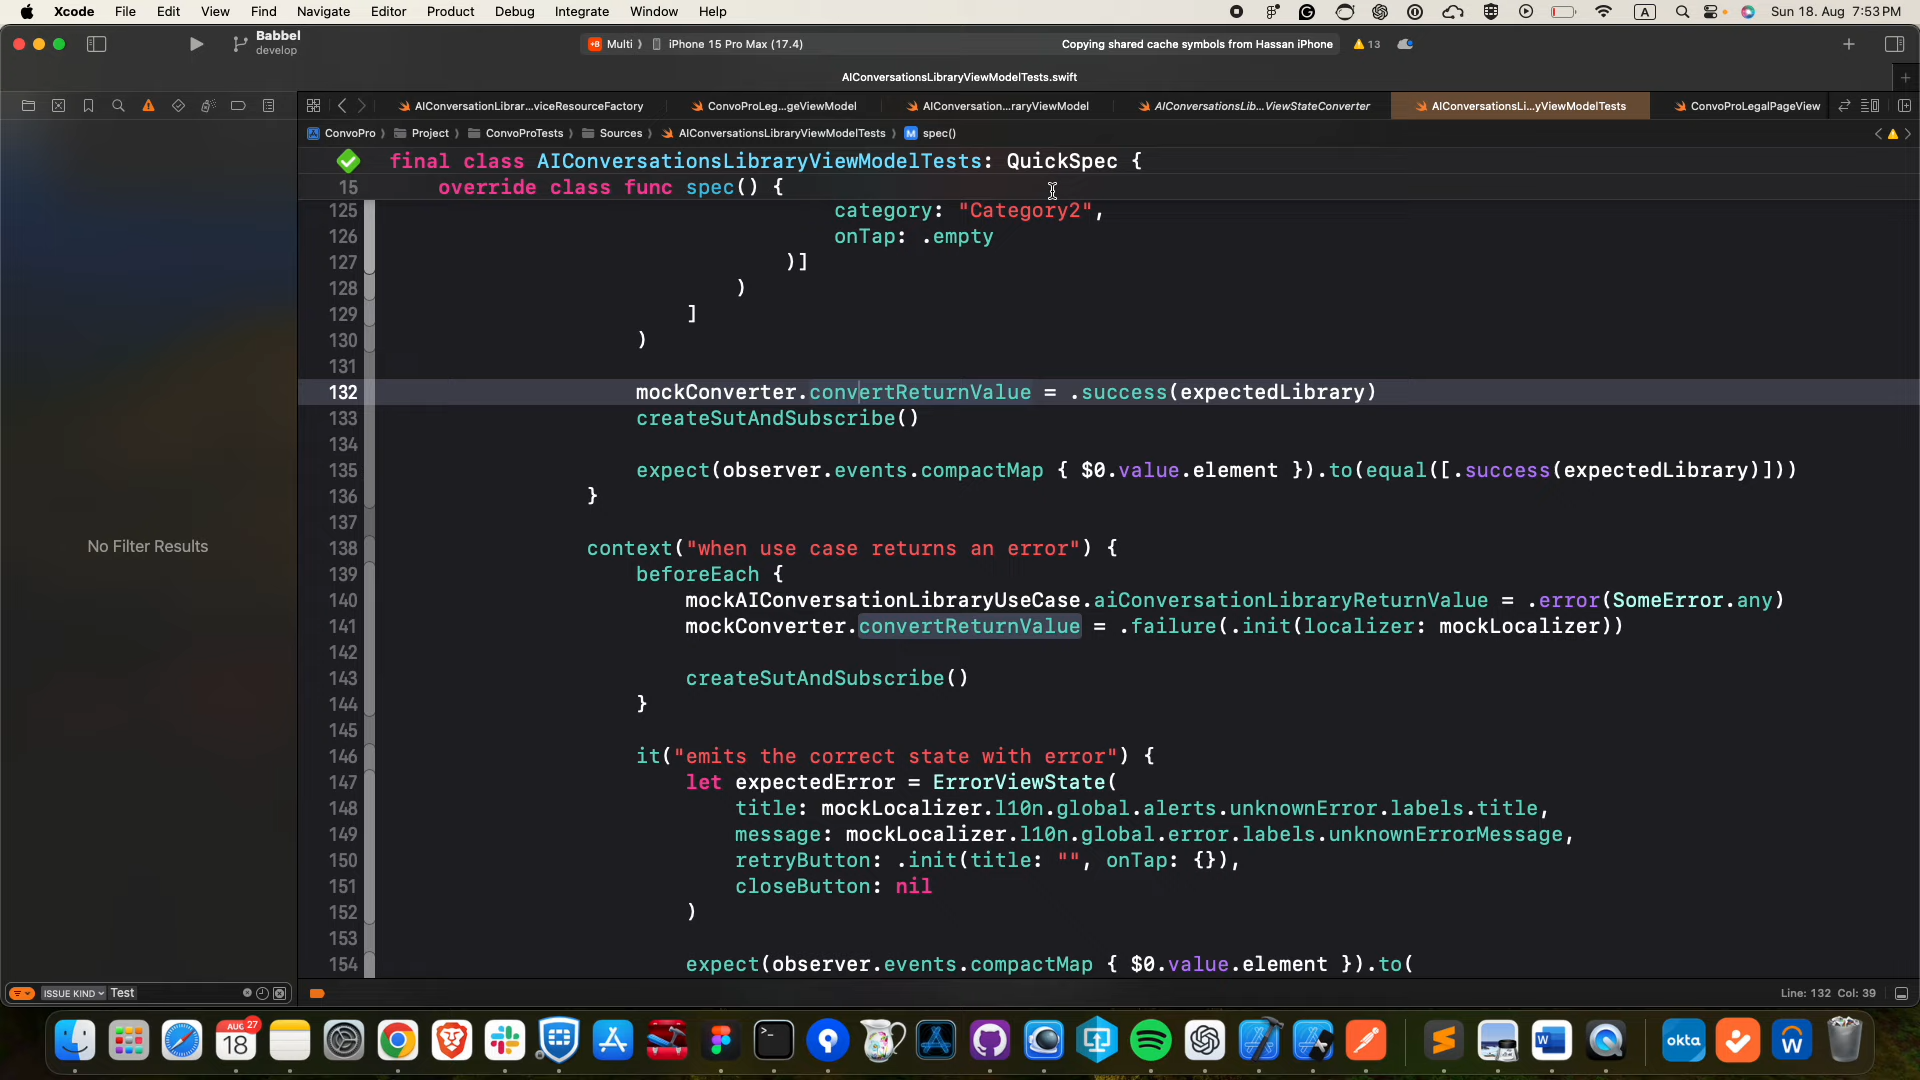 Xcode File Edit View Find Navigate Editor Product Debug Integrate Window Help
A Sun 18. Aug 7:53 PM
Babbel
develop
Multi iPhone 15 Pro Max (17.4)
Copying shared cache symbols from Hassan iPhone 13
AIConversationsLibraryViewModelTests.swift
AIConversationLibrar...viceResourceFactory ConvoProLeg...geViewModel AIConversation...raryViewModel AIConversationsLib...ViewStateConverter AIConversationsLi...yViewModelTests ConvoProLegalPageView
ConvoPro Project ConvoProTests Sources AIConversationsLibraryViewModelTests M spec()
final class AIConversationsLibraryViewModelTests: QuickSpec {
15 override class func spec() {
125 category: "Category2",
126 onTap: .empty
127 )]
128 )
129 ]
130 )
131
132 mockConverter.convertReturnValue = .success(expectedLibrary)
133 createSutAndSubscribe()
134
135 expect(observer.events.compactMap { $0.value.element }).to(equal([.success(expectedLibrary)]))
136 }
137
138 context("when use case returns an error") {
139 beforeEach {
140 mockAIConversationLibraryUseCase.aiConversationLibraryReturnValue = .error(SomeError.any)
141 mockConverter.convertReturnValue = .failure(.init(localizer: mockLocalizer))
142
143 createSutAndSubscribe()
144 }
145
146 it("emits the correct state with error") {
147 let expectedError = ErrorViewState(
148 title: mockLocalizer.l10n.global.alerts.unknownError.labels.title,
149 message: mockLocalizer.l10n.global.error.labels.unknownErrorMessage,
150 retryButton: .init(title: "", onTap: {}),
151 closeButton: nil
152 )
153
154 expect(observer.events.compactMap { $0.value.element }).to(
No Filter Results
ISSUE KIND Test
Line: 132 Col: 39
AUG 27
18
okta
W